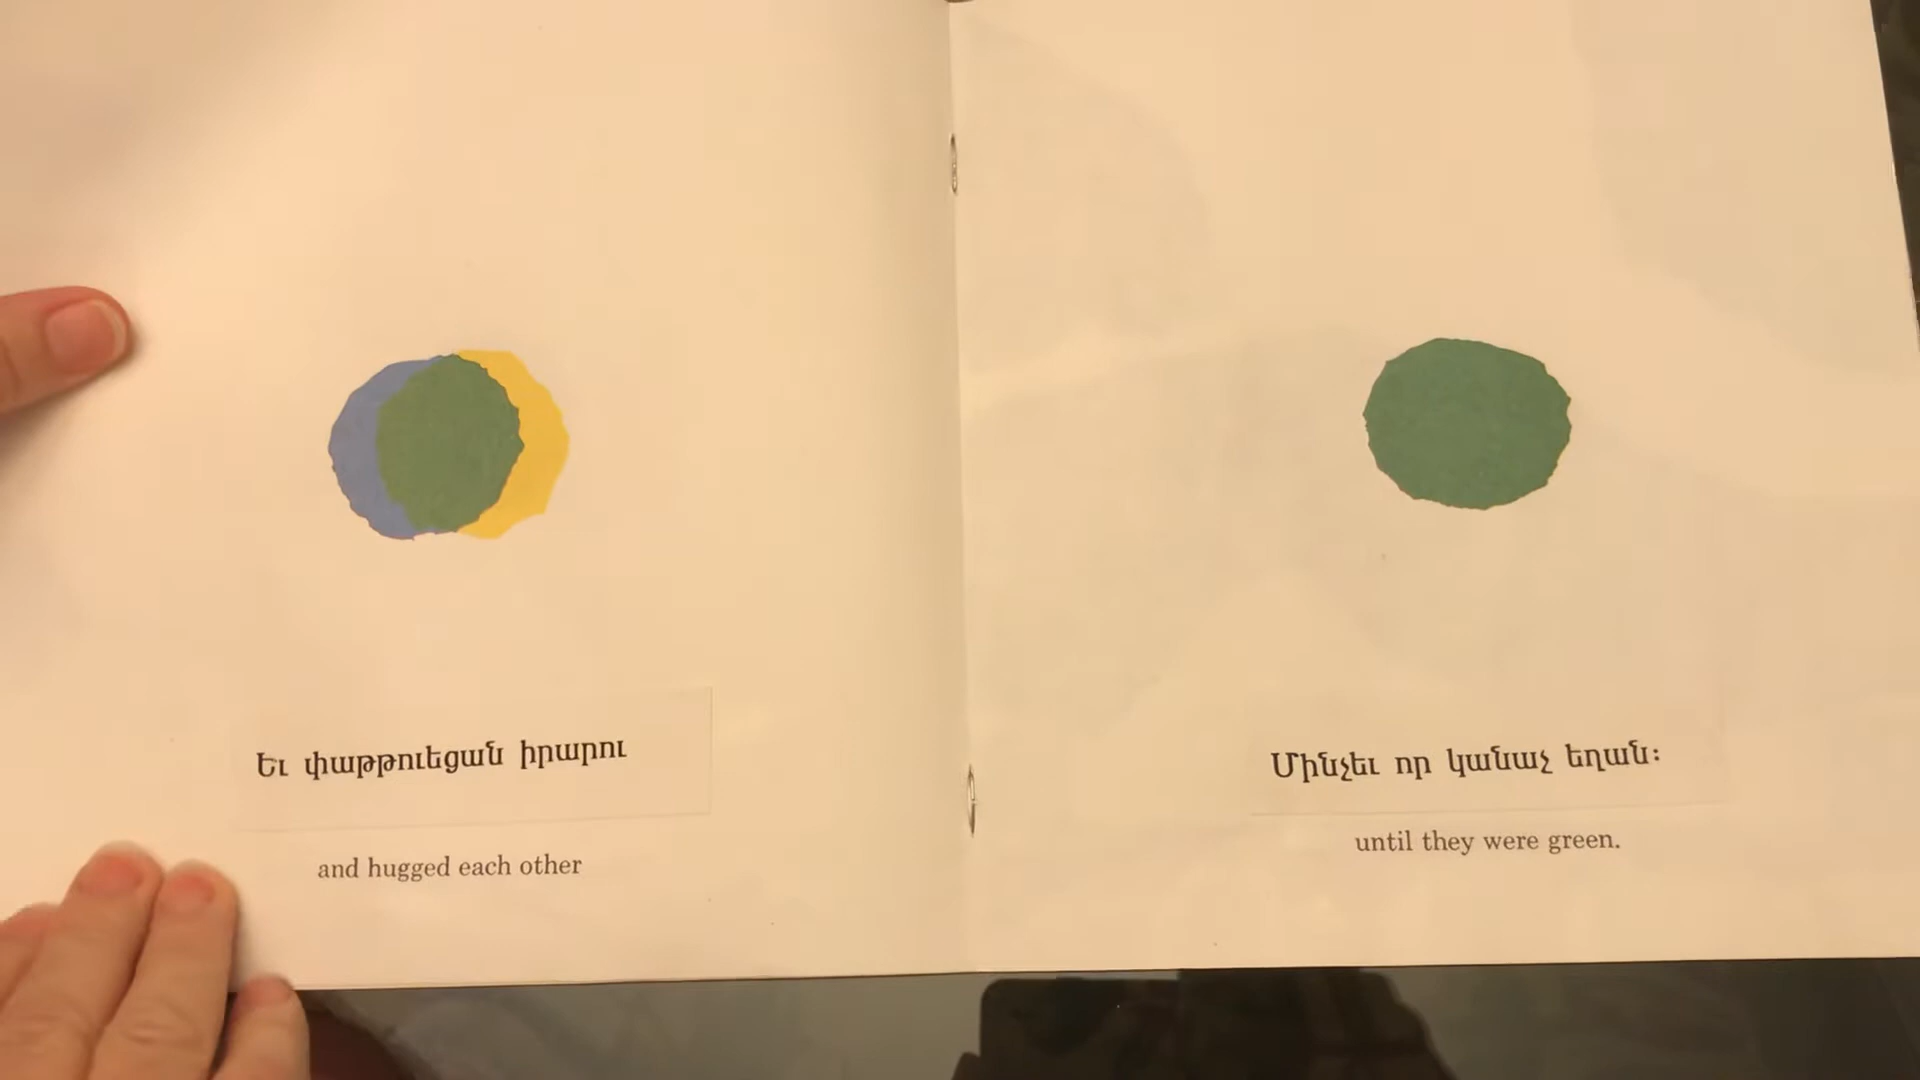 Եւ փաթթուեցան իրարու
and hugged each other
Մինչեւ որ կանաչ եղան։
until they were green.